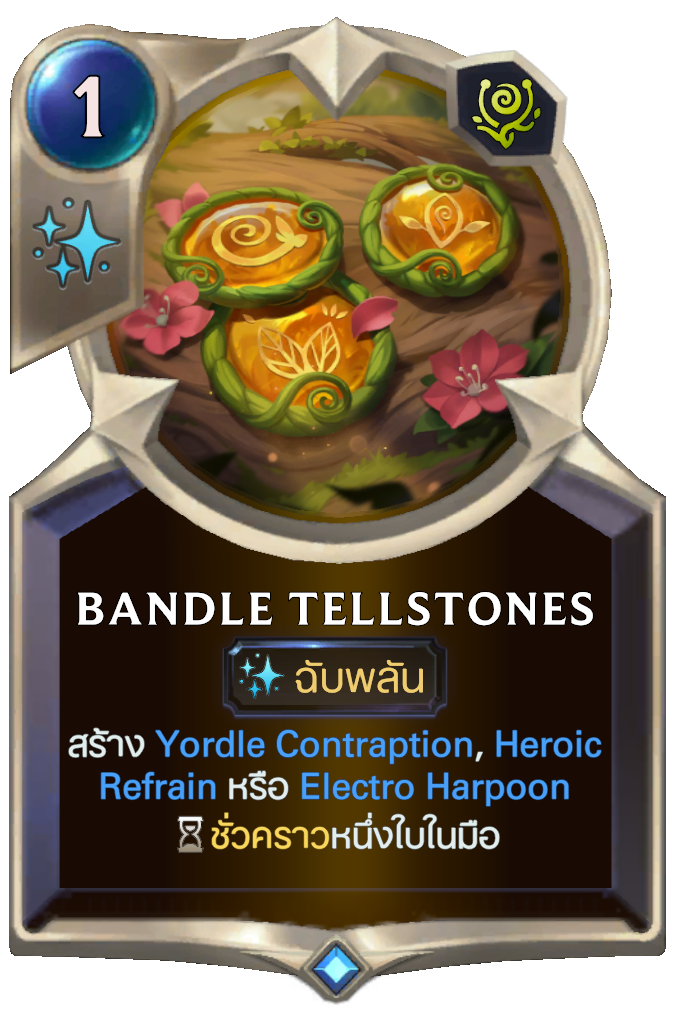 1
BANDLE TELLSTONES
ฉับพลัน
สร้าง Yordle Contraption, Heroic
Refrain หรือ Electro Harpoon
ชั่วคราวหนึ่งใบในมือ